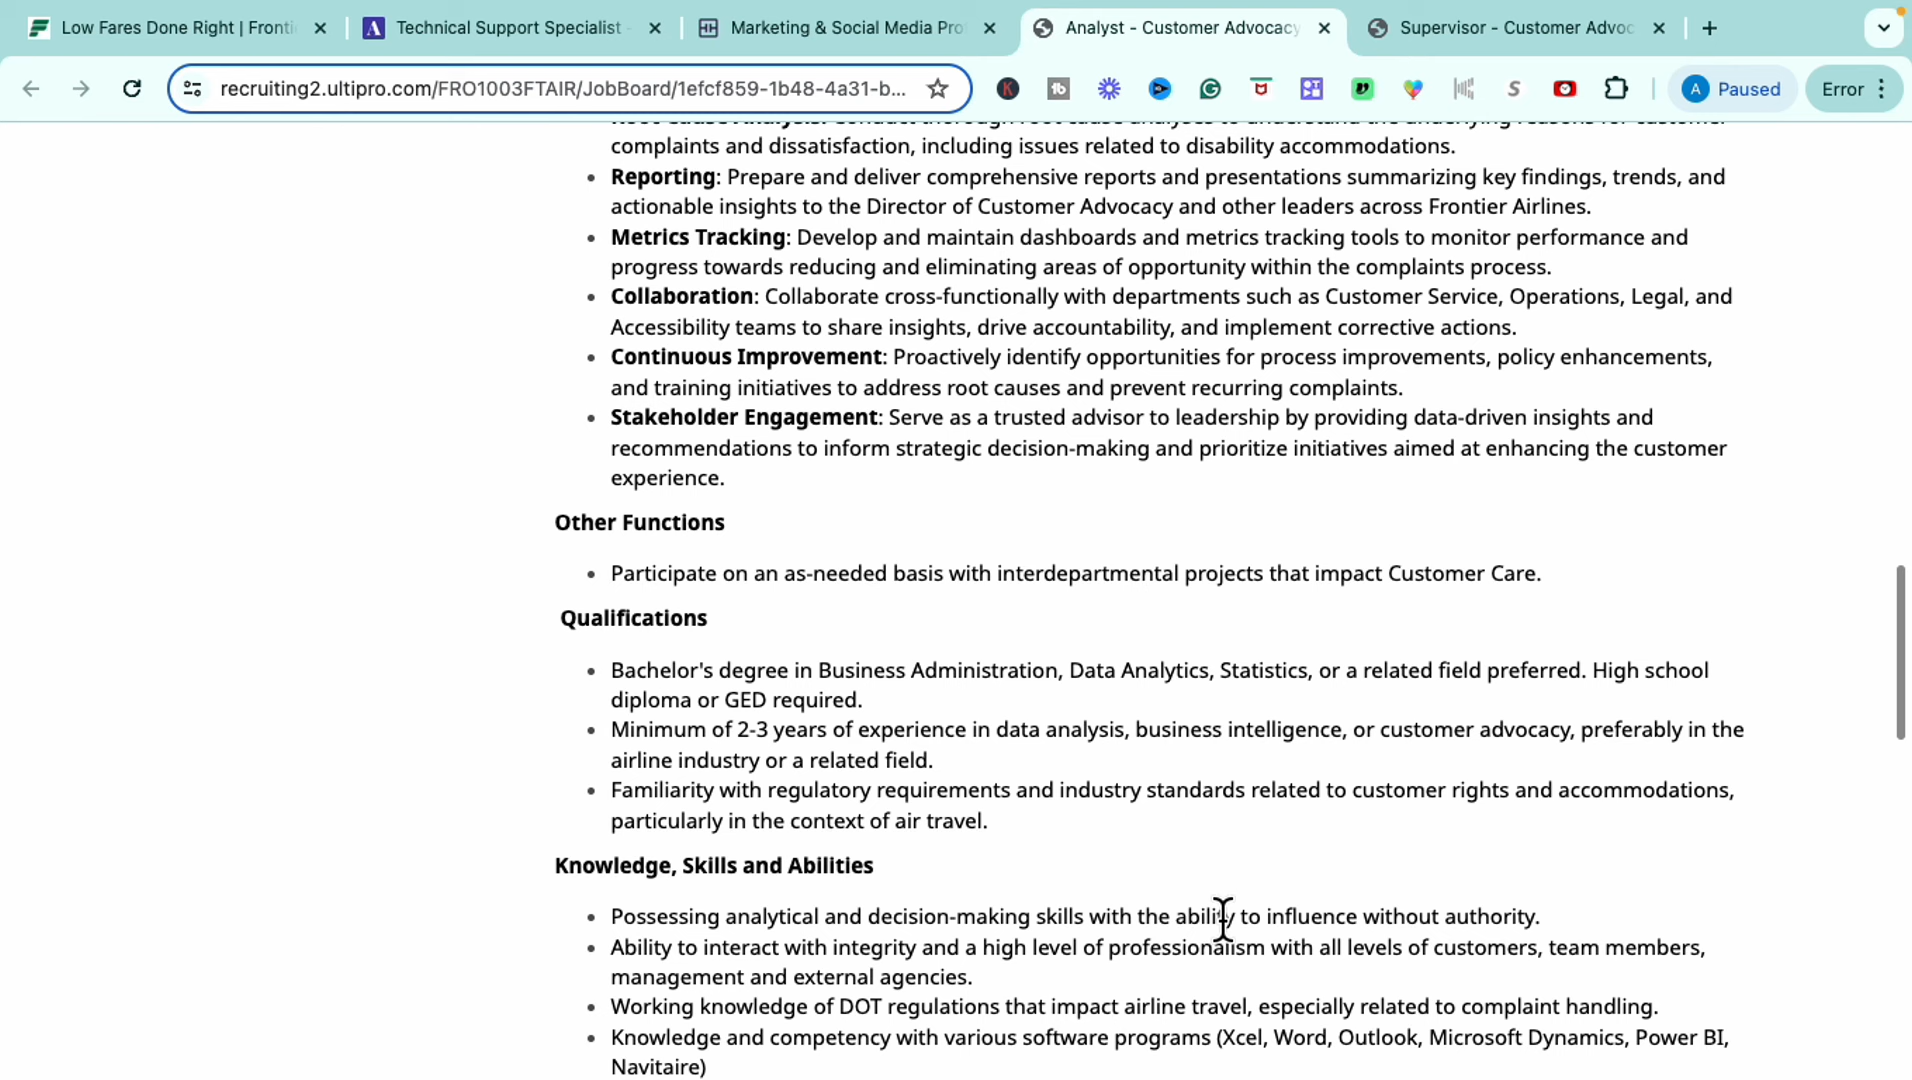 Low Fares Done Right | Fronti
Technical Support Specialist -
Marketing & Social Media Pro
Analyst - Customer Advocacy
Supervisor - Customer Advoc
recruiting2.ultipro.com/FRO1003FTAIR/JobBoard/1efcf859-1b48-4a31-b...
A Paused
Error
Root Cause Analysis: Conduct thorough root cause analyses to understand the underlying reasons for customer
complaints and dissatisfaction, including issues related to disability accommodations.
• Reporting: Prepare and deliver comprehensive reports and presentations summarizing key findings, trends, and
actionable insights to the Director of Customer Advocacy and other leaders across Frontier Airlines.
• Metrics Tracking: Develop and maintain dashboards and metrics tracking tools to monitor performance and
progress towards reducing and eliminating areas of opportunity within the complaints process.
• Collaboration: Collaborate cross-functionally with departments such as Customer Service, Operations, Legal, and
Accessibility teams to share insights, drive accountability, and implement corrective actions.
• Continuous Improvement: Proactively identify opportunities for process improvements, policy enhancements,
and training initiatives to address root causes and prevent recurring complaints.
• Stakeholder Engagement: Serve as a trusted advisor to leadership by providing data-driven insights and
recommendations to inform strategic decision-making and prioritize initiatives aimed at enhancing the customer
experience.
Other Functions
• Participate on an as-needed basis with interdepartmental projects that impact Customer Care.
Qualifications
• Bachelor's degree in Business Administration, Data Analytics, Statistics, or a related field preferred. High school
diploma or GED required.
• Minimum of 2-3 years of experience in data analysis, business intelligence, or customer advocacy, preferably in the
airline industry or a related field.
• Familiarity with regulatory requirements and industry standards related to customer rights and accommodations,
particularly in the context of air travel.
Knowledge, Skills and Abilities
• Possessing analytical and decision-making skills with the ability to influence without authority.
• Ability to interact with integrity and a high level of professionalism with all levels of customers, team members,
management and external agencies.
• Working knowledge of DOT regulations that impact airline travel, especially related to complaint handling.
• Knowledge and competency with various software programs (Xcel, Word, Outlook, Microsoft Dynamics, Power BI,
Navitaire)